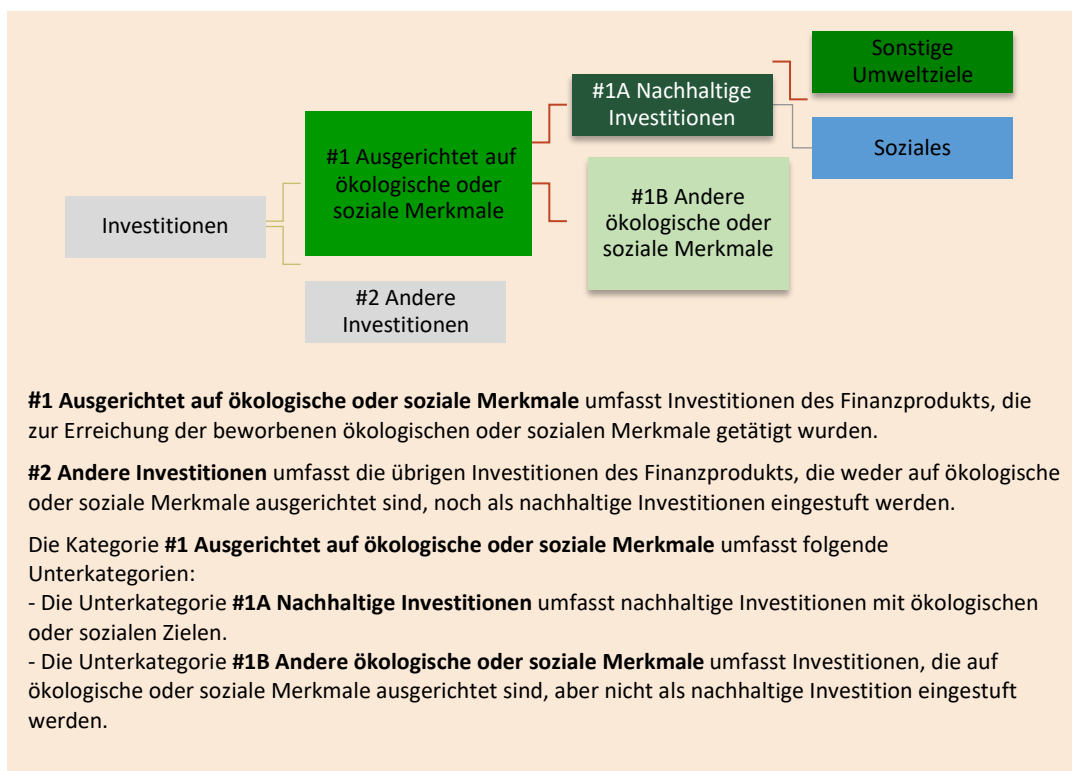 Sonstige
Umweltziele
#1A Nachhaltige
Investitionen
Soziales
#1 Ausgerichtet auf
ökologische oder
soziale Merkmale
#1B Andere
ökologische oder
soziale Merkmale
Investitionen
#2 Andere
Investitionen
#1 Ausgerichtet auf ökologische oder soziale Merkmale umfasst Investitionen des Finanzprodukts, die
zur Erreichung der beworbenen ökologischen oder sozialen Merkmale getätigt wurden.
#2 Andere Investitionen umfasst die übrigen Investitionen des Finanzprodukts, die weder auf ökologische
oder soziale Merkmale ausgerichtet sind, noch als nachhaltige Investitionen eingestuft werden.
Die Kategorie #1 Ausgerichtet auf ökologische oder soziale Merkmale umfasst folgende
Unterkategorien:
- Die Unterkategorie #1A Nachhaltige Investitionen umfasst nachhaltige Investitionen mit ökologischen
oder sozialen Zielen.
- Die Unterkategorie #1B Andere ökologische oder soziale Merkmale umfasst Investitionen, die auf
ökologische oder soziale Merkmale ausgerichtet sind, aber nicht als nachhaltige Investition eingestuft
werden.